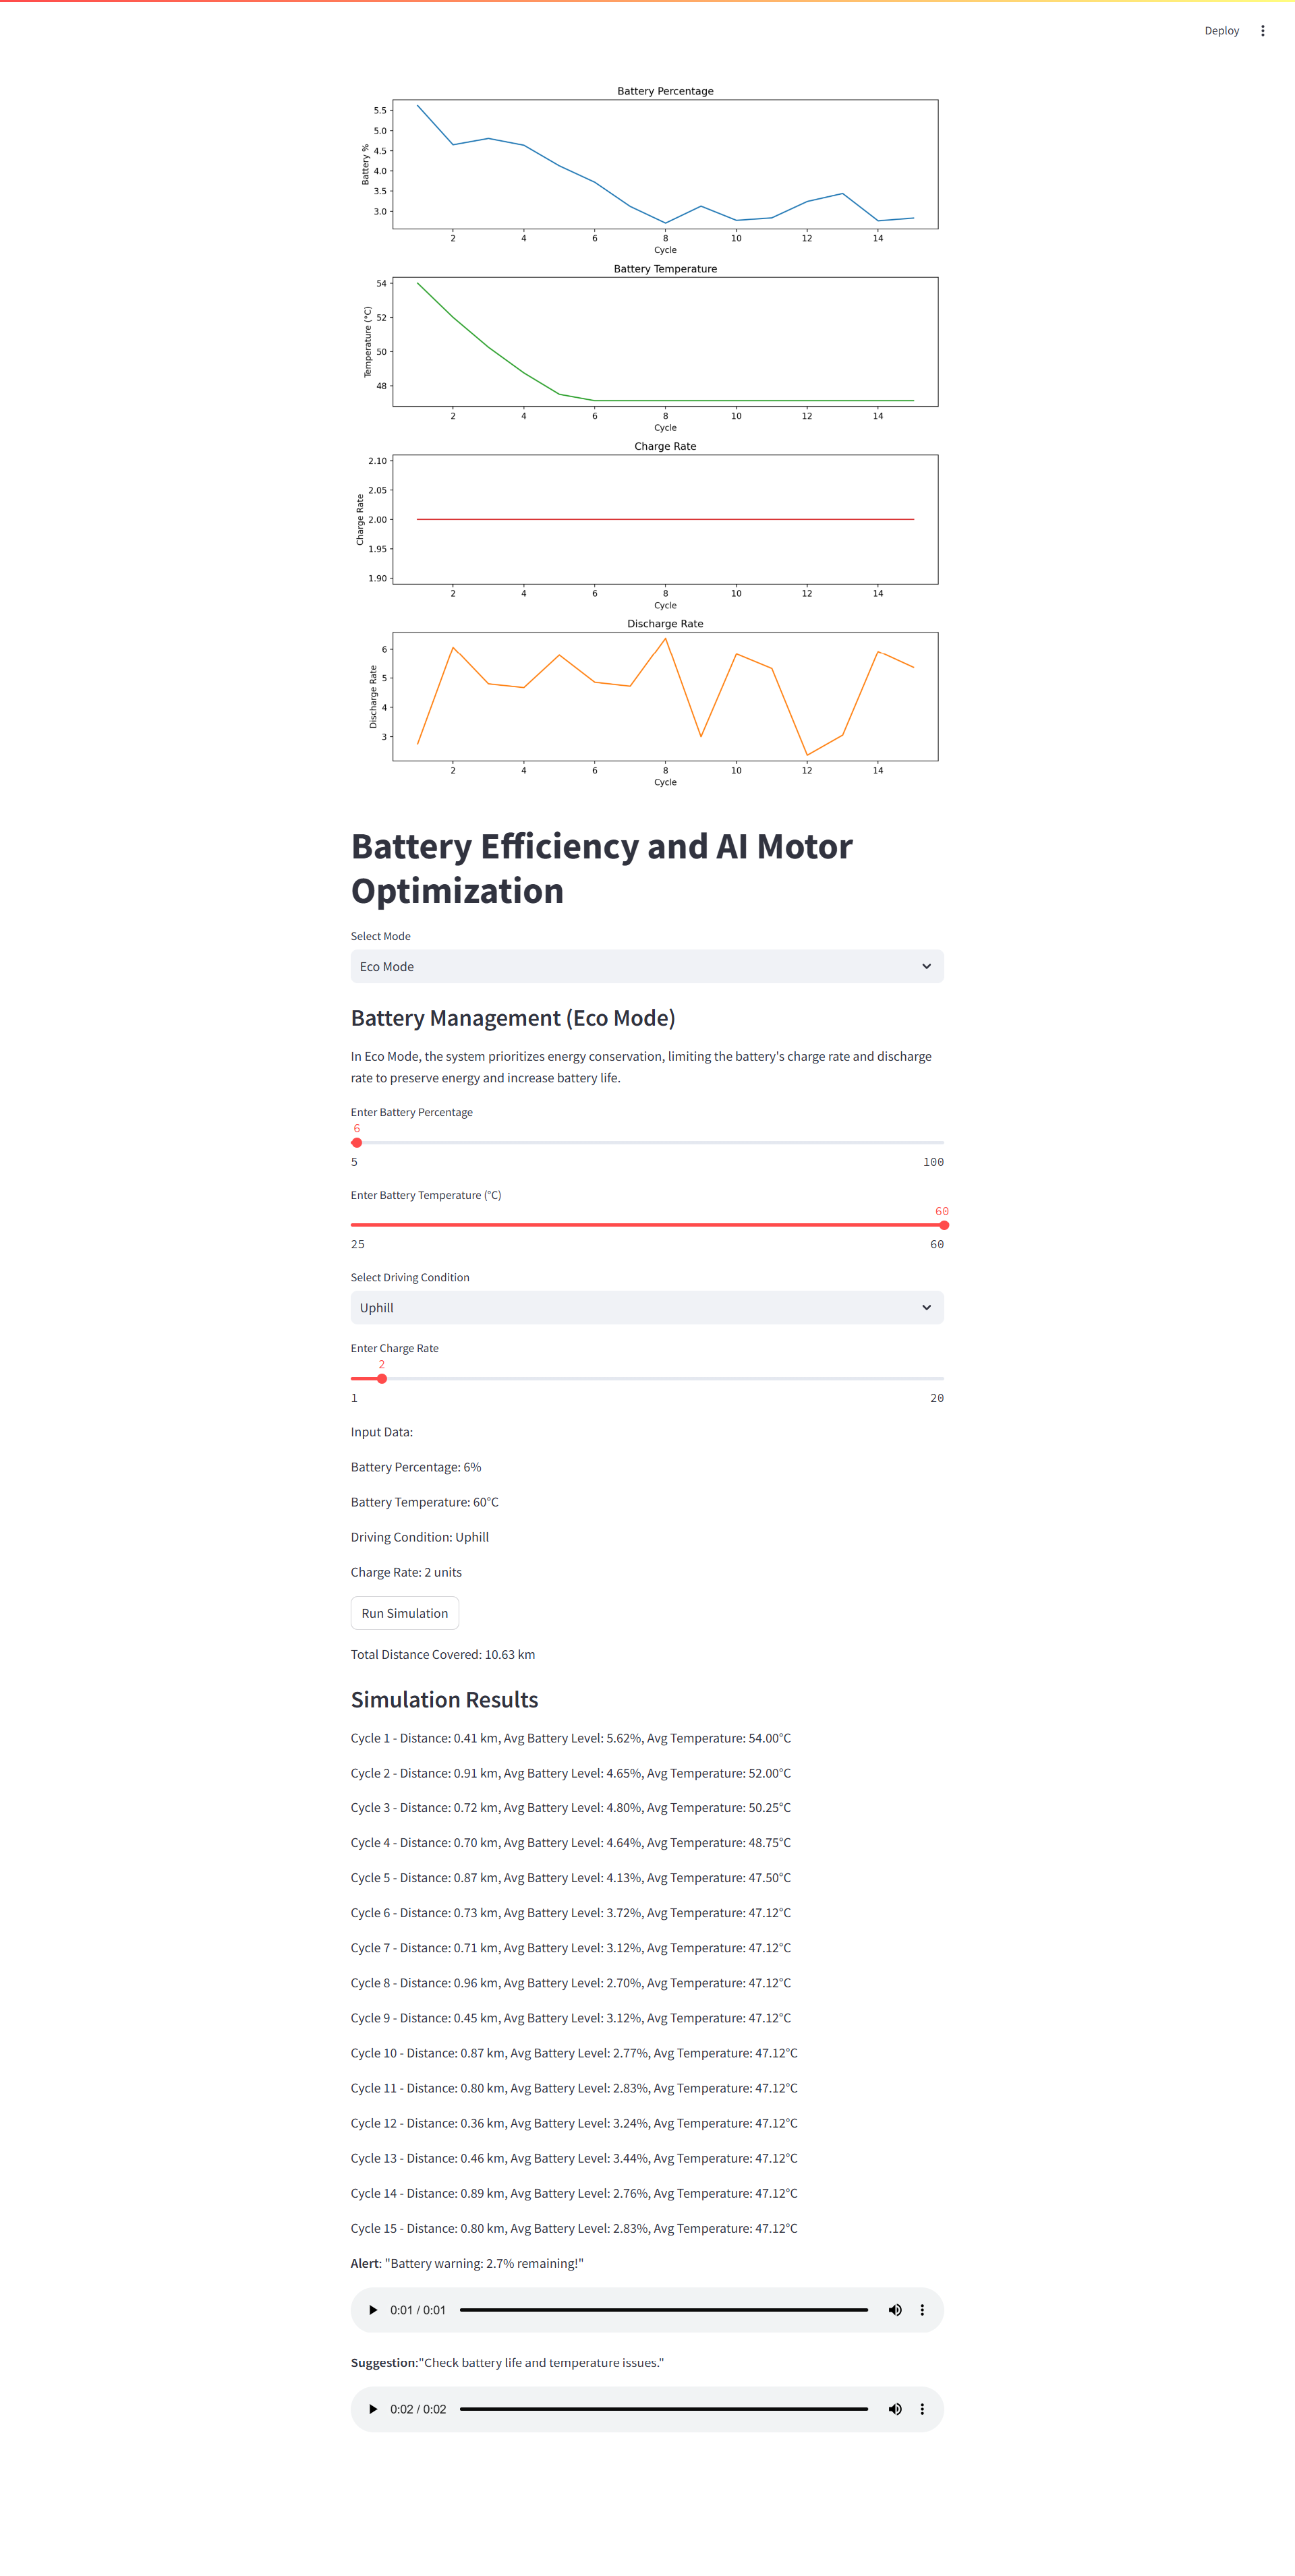 Deploy
Battery Percentage
5.5
5.0
4.5
4.0
3.5
3.0
Battery %
2 4 6 8 10 12 14
Cycle
Battery Temperature
54
52
50
48
Temperature (°C)
2 4 6 8 10 12 14
Cycle
Charge Rate
2.10
2.05
2.00
1.95
1.90
Charge Rate
2 4 6 8 10 12 14
Cycle
Discharge Rate
6
5
4
3
Discharge Rate
2 4 6 8 10 12 14
Cycle
Battery Efficiency and AI Motor
Optimization
Select Mode
Eco Mode
Battery Management (Eco Mode)
In Eco Mode, the system prioritizes energy conservation, limiting the battery's charge rate and discharge
rate to preserve energy and increase battery life.
Enter Battery Percentage
6
5 100
Enter Battery Temperature (°C)
60
25 60
Select Driving Condition
Uphill
Enter Charge Rate
2
1 20
Input Data:
Battery Percentage: 6%
Battery Temperature: 60°C
Driving Condition: Uphill
Charge Rate: 2 units
Run Simulation
Total Distance Covered: 10.63 km
Simulation Results
Cycle 1 - Distance: 0.41 km, Avg Battery Level: 5.62%, Avg Temperature: 54.00°C
Cycle 2 - Distance: 0.91 km, Avg Battery Level: 4.65%, Avg Temperature: 52.00°C
Cycle 3 - Distance: 0.72 km, Avg Battery Level: 4.80%, Avg Temperature: 50.25°C
Cycle 4 - Distance: 0.70 km, Avg Battery Level: 4.64%, Avg Temperature: 48.75°C
Cycle 5 - Distance: 0.87 km, Avg Battery Level: 4.13%, Avg Temperature: 47.50°C
Cycle 6 - Distance: 0.73 km, Avg Battery Level: 3.72%, Avg Temperature: 47.12°C
Cycle 7 - Distance: 0.71 km, Avg Battery Level: 3.12%, Avg Temperature: 47.12°C
Cycle 8 - Distance: 0.96 km, Avg Battery Level: 2.70%, Avg Temperature: 47.12°C
Cycle 9 - Distance: 0.45 km, Avg Battery Level: 3.12%, Avg Temperature: 47.12°C
Cycle 10 - Distance: 0.87 km, Avg Battery Level: 2.77%, Avg Temperature: 47.12°C
Cycle 11 - Distance: 0.80 km, Avg Battery Level: 2.83%, Avg Temperature: 47.12°C
Cycle 12 - Distance: 0.36 km, Avg Battery Level: 3.24%, Avg Temperature: 47.12°C
Cycle 13 - Distance: 0.46 km, Avg Battery Level: 3.44%, Avg Temperature: 47.12°C
Cycle 14 - Distance: 0.89 km, Avg Battery Level: 2.76%, Avg Temperature: 47.12°C
Cycle 15 - Distance: 0.80 km, Avg Battery Level: 2.83%, Avg Temperature: 47.12°C
Alert: "Battery warning: 2.7% remaining!"
0:01 / 0:01
Suggestion:"Check battery life and temperature issues."
0:02 / 0:02